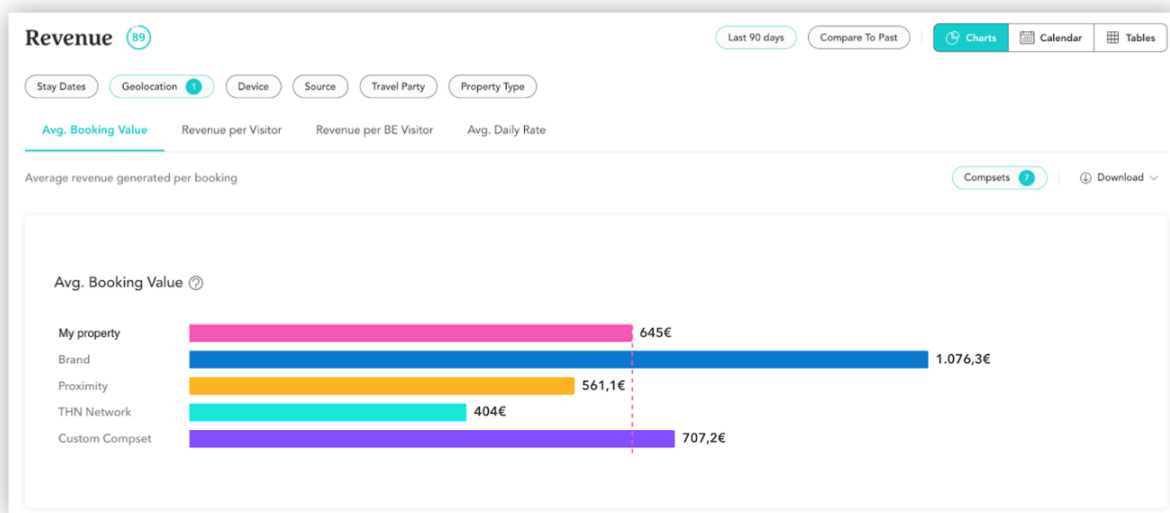 Revenue 89
Last 90 days
Compare To Past
Charts
Calendar
Tables
Stay Dates
Geolocation 1
Device
Source
Travel Party
Property Type
Avg. Booking Value
Revenue per Visitor
Revenue per BE Visitor
Avg. Daily Rate
Average revenue generated per booking
Compsets 7
Download
Avg. Booking Value ?
My property 645€
Brand 1.076,3€
Proximity 561,1€
THN Network 404€
Custom Compset 707,2€